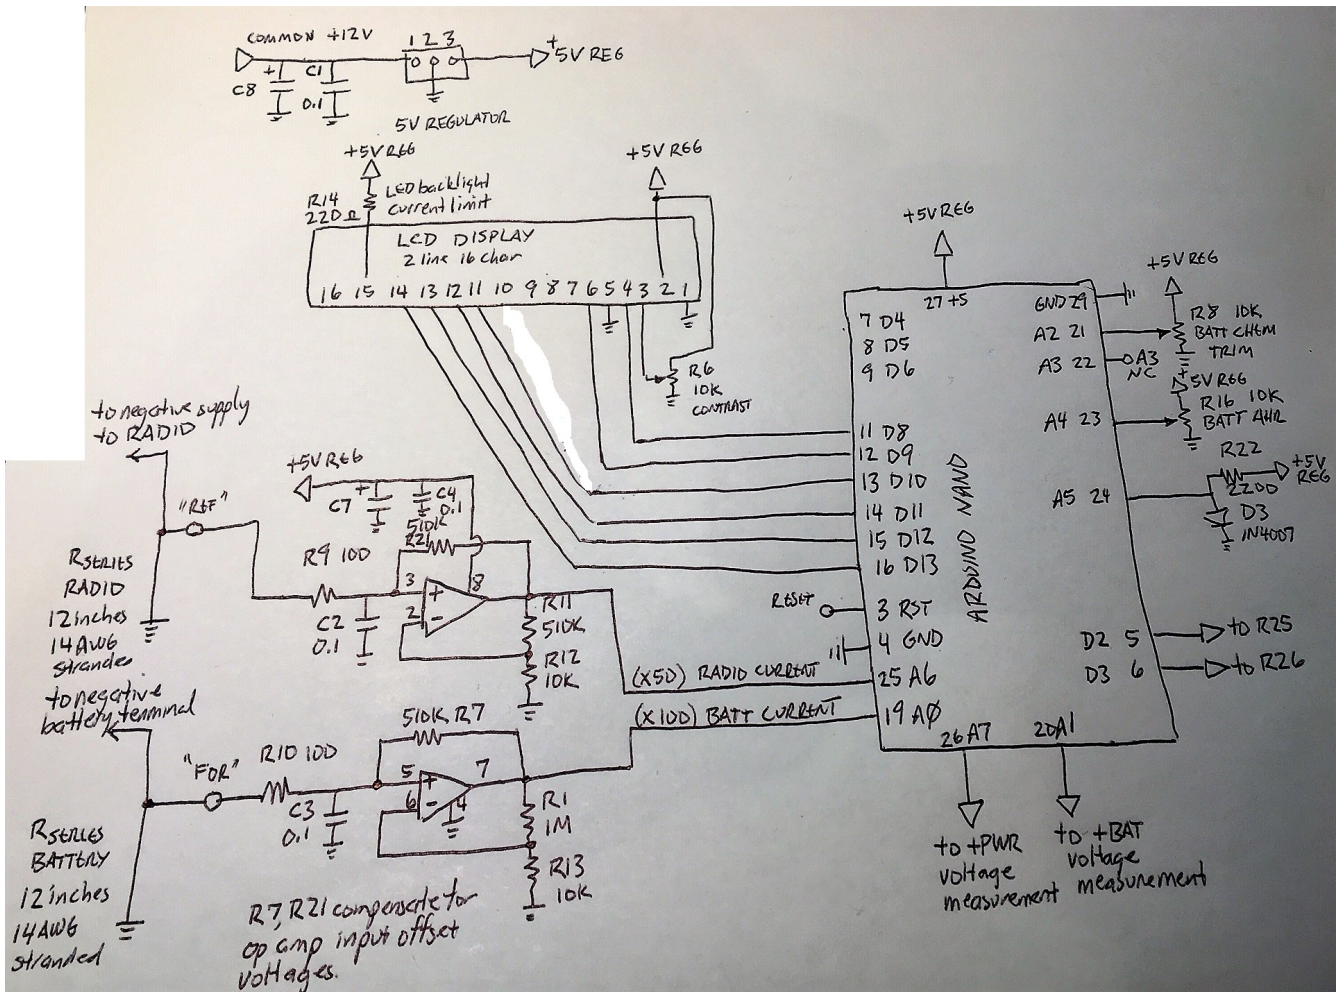 COMMON +12V
1 2 3
+5V REG
+
C8
C1
0.1
5V REGULATOR
+5V REG
+5V REG
R14
220Ω
LED backlight
current limit
LCD DISPLAY
2 line 16 char
16 15 14 13 12 11 10 9 8 7 6 5 4 3 2 1
R6
10K
CONTRAST
+5V REG
27 +5
GND 29
A2 21
A3 22
A4 23
A5 24
+5V REG
R8 10K
BATT CHEM
TRIM
A3
NC
+5V REG
R16 10K
BATT AHR
R22
2200
+5V
REG
D3
1N4007
7 D4
8 D5
9 D6
11 D8
12 D9
13 D10
14 D11
15 D12
16 D13
3 RST
4 GND
25 A6
19 AØ
ARDUINO NANO
RESET
D2 5
D3 6
to R25
to R26
26 A7
20 A1
to +PWR
voltage
measurement
to +BAT
voltage
measurement
to negative supply
to RADIO
"REF"
RSERIES
RADIO
12 inches
14 AWG
strande
+5V REG
+
C7
C4
0.1
510K
R21
R9 100
C2
0.1
3
+
2
-
8
R11
510K
R12
10K
(X50) RADIO CURRENT
(X100) BATT CURRENT
to negative
battery terminal
"FOR"
R10 100
C3
0.1
510K R7
5
+
6
-
4
7
R1
1M
R13
10K
RSERIES
BATTERY
12 inches
14 AWG
stranded
R7, R21 compensate for
op amp input offset
voltages.